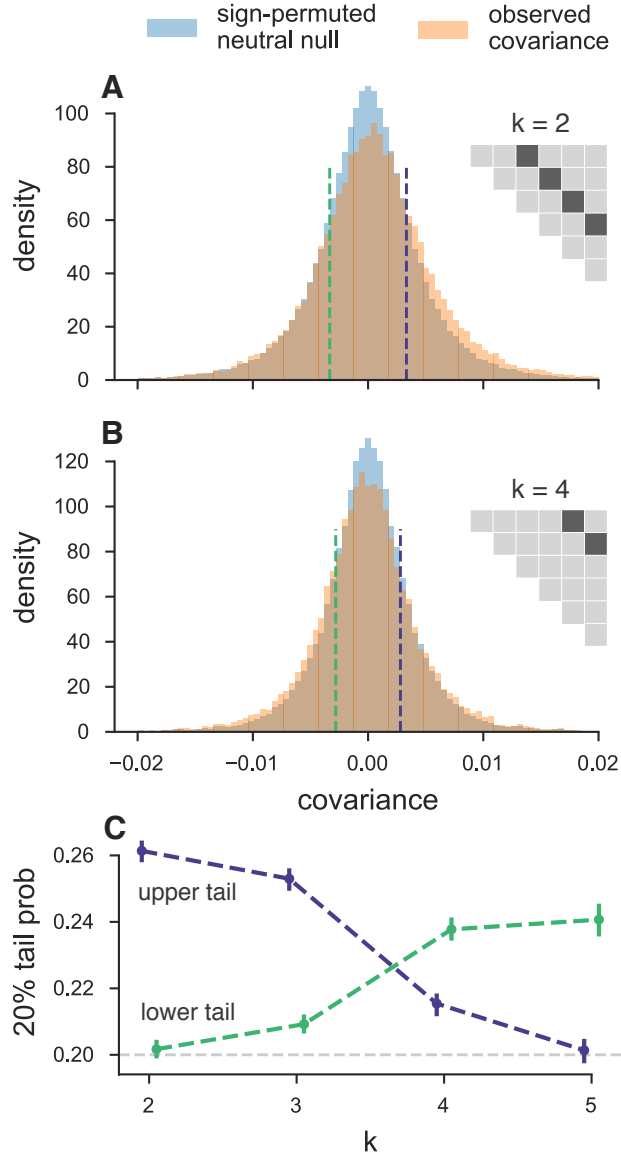 sign-permuted
neutral null
observed
covariance
A
k = 2
density
100
80
60
40
20
0
B
k = 4
density
120
100
80
60
40
20
0
−0.02
−0.01
0.00
0.01
0.02
covariance
C
20% tail prob
0.26
0.24
0.22
0.20
upper tail
lower tail
2
3
4
5
k